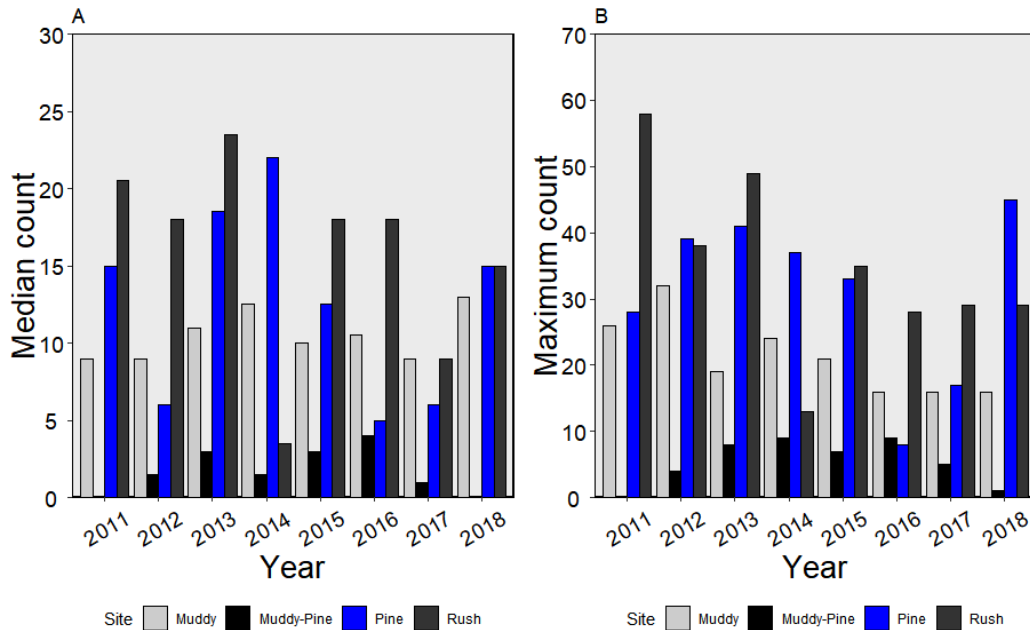 A
30
25
20
15
10
5
0
Median count
2011 2012 2013 2014 2015 2016 2017 2018
Year
Site Muddy Muddy-Pine Pine Rush
B
70
60
50
40
30
20
10
0
Maximum count
2011 2012 2013 2014 2015 2016 2017 2018
Year
Site Muddy Muddy-Pine Pine Rush